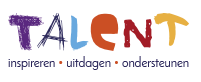 TALENT
inspireren • uitdagen • ondersteunen